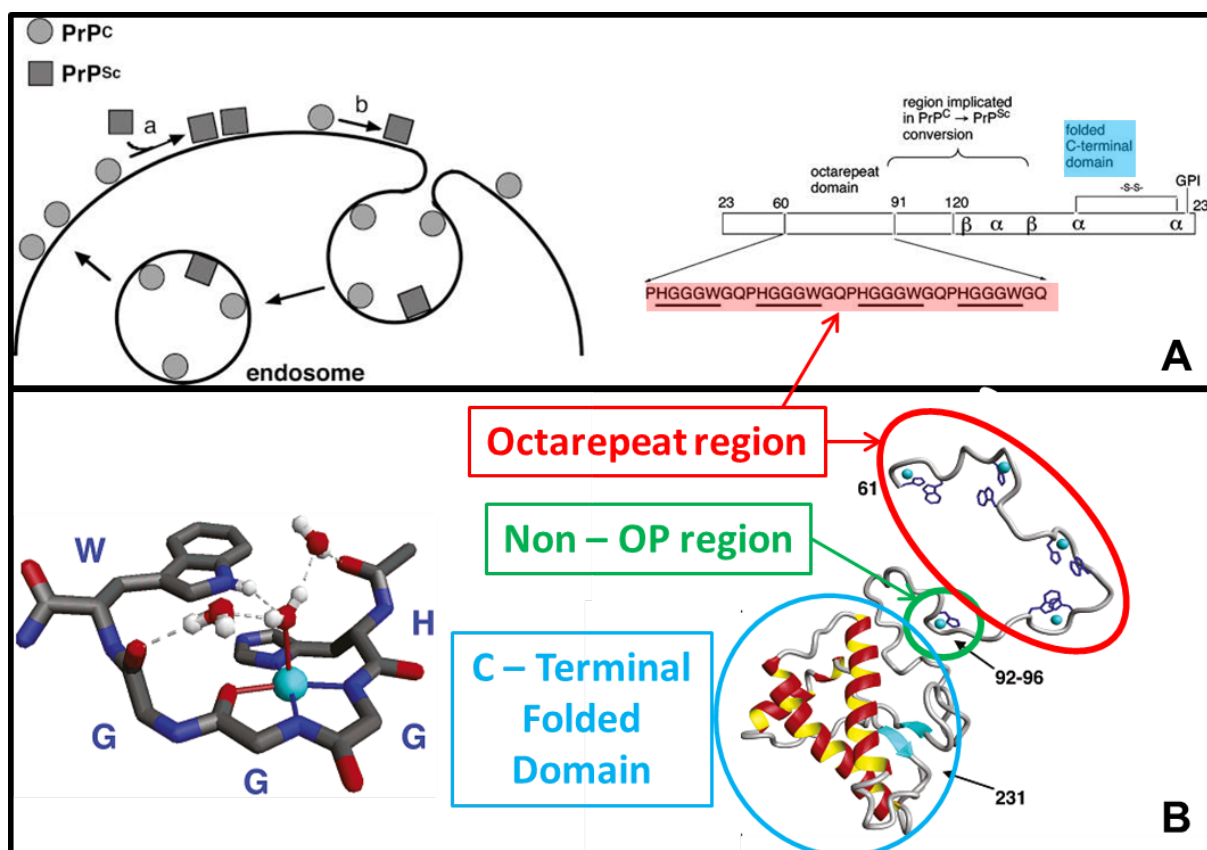 PrPC
PrPSc
a
b
endosome
region implicated
in PrPC → PrPSc
conversion
octarepeat
domain
folded
C-terminal
domain
-s-s-
GPI
23
60
91
120
23
β
α
β
α
α
PHGGGWGQPHGGGWGQPHGGGWGQPHGGGWGQ
A
Octarepeat region
Non – OP region
C – Terminal
Folded
Domain
61
92-96
231
W
H
G
G
G
B